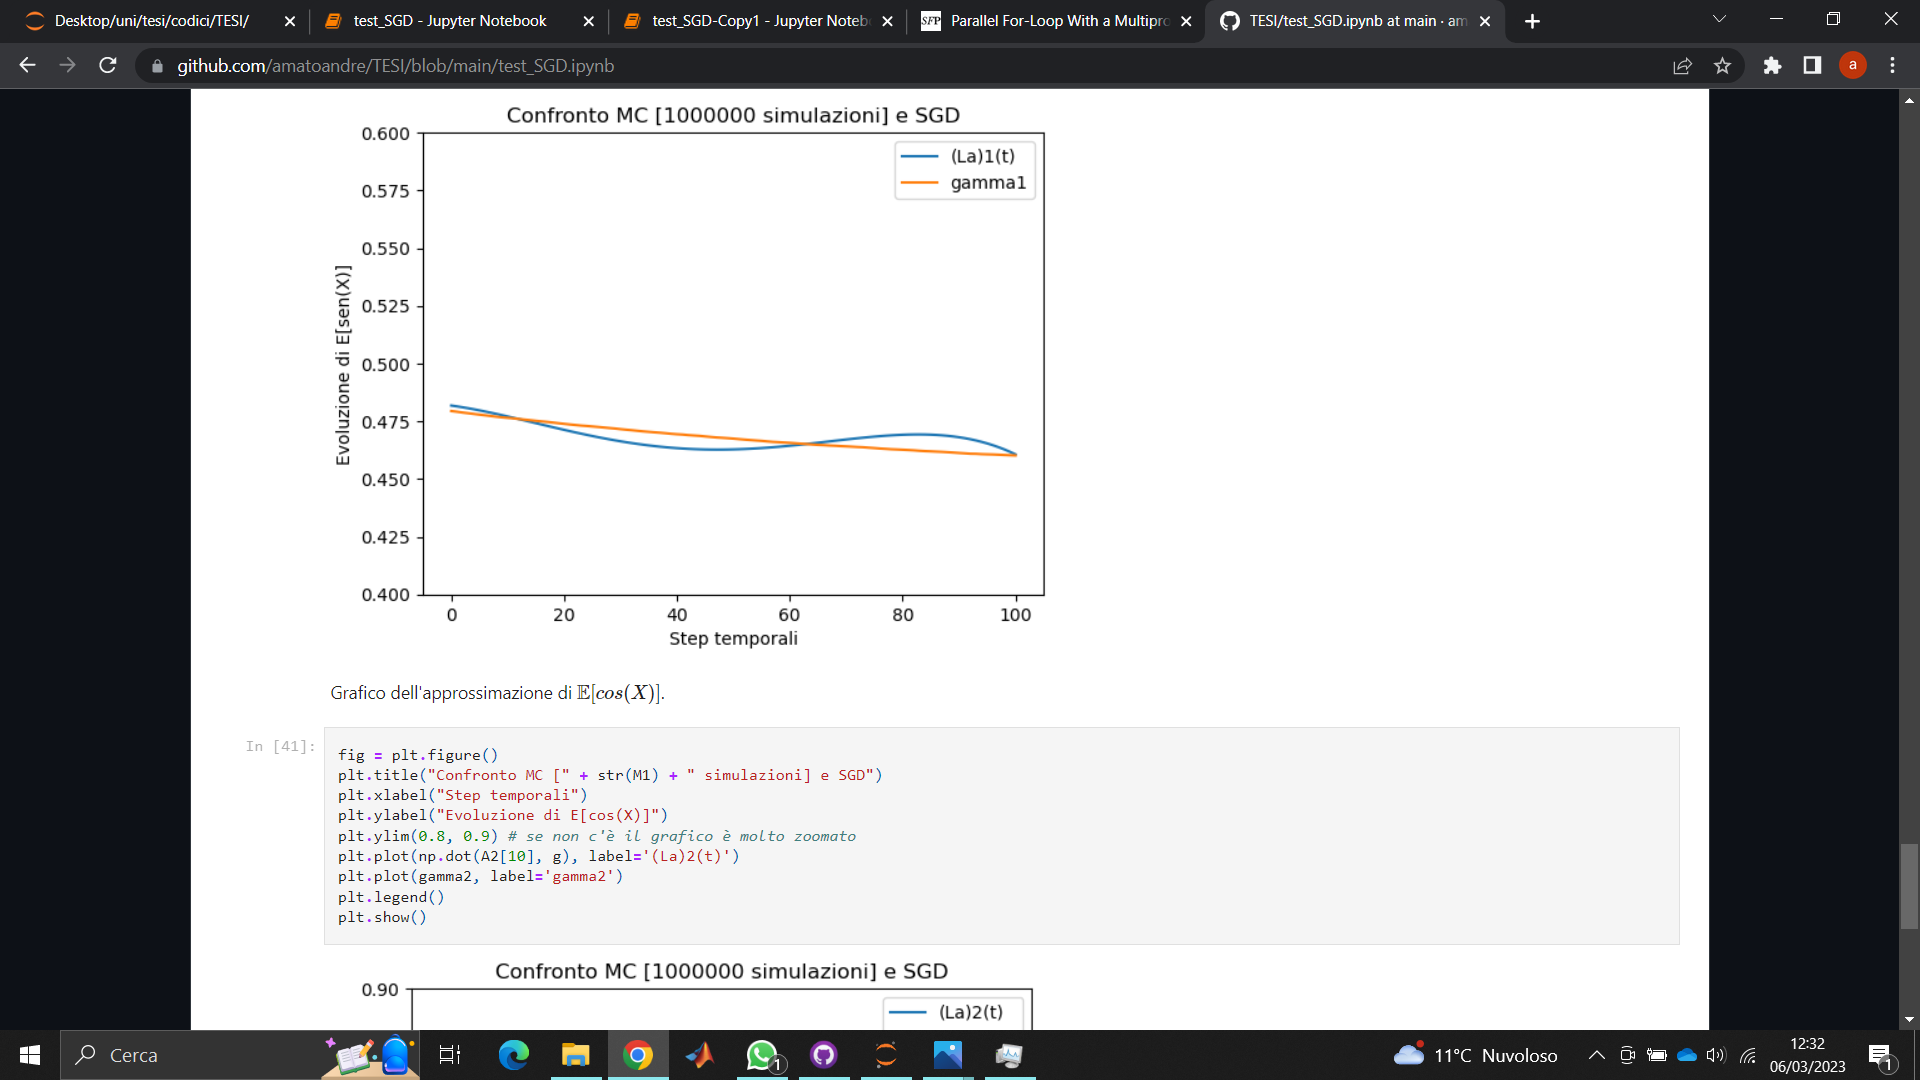 Desktop/uni/tesi/codici/TESI/
test_SGD - Jupyter Notebook
test_SGD-Copy1 - Jupyter Noteb
SFP
Parallel For-Loop With a Multipro
TESI/test_SGD.ipynb at main · am
github.com/amatoandre/TESI/blob/main/test_SGD.ipynb
a
Confronto MC [1000000 simulazioni] e SGD
0.600
0.575
0.550
0.525
0.500
0.475
0.450
0.425
0.400
Evoluzione di E[sen(X)]
(La)1(t)
gamma1
0 20 40 60 80 100
Step temporali
Grafico dell'approssimazione di 𝔼[cos(X)].
In [41]:
fig = plt.figure()
plt.title("Confronto MC [" + str(M1) + " simulazioni] e SGD")
plt.xlabel("Step temporali")
plt.ylabel("Evoluzione di E[cos(X)]")
plt.ylim(0.8, 0.9) # se non c'è il grafico è molto zoomato
plt.plot(np.dot(A2[10], g), label='(La)2(t)')
plt.plot(gamma2, label='gamma2')
plt.legend()
plt.show()
Confronto MC [1000000 simulazioni] e SGD
0.90
(La)2(t)
Cerca
1
11°C Nuvoloso
12:32
06/03/2023
1